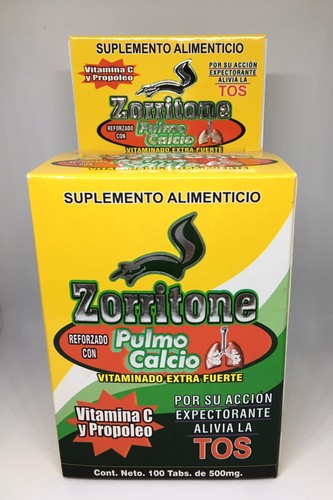 SUPLEMENTO ALIMENTICIO
Vitamina C
y Propoleo
POR SU ACCIÓN
EXPECTORANTE
ALIVIA LA
TOS
Zorritone
REFORZADO
CON
Pulmo
Calcio
VITAMINADO EXTRA FUERTE
SUPLEMENTO ALIMENTICIO
Zorritone
REFORZADO
CON
Pulmo
Calcio
VITAMINADO EXTRA FUERTE
Vitamina C
y Propoleo
POR SU ACCIÓN
EXPECTORANTE
ALIVIA LA
TOS
Cont. Neto. 100 Tabs. de 500mg.